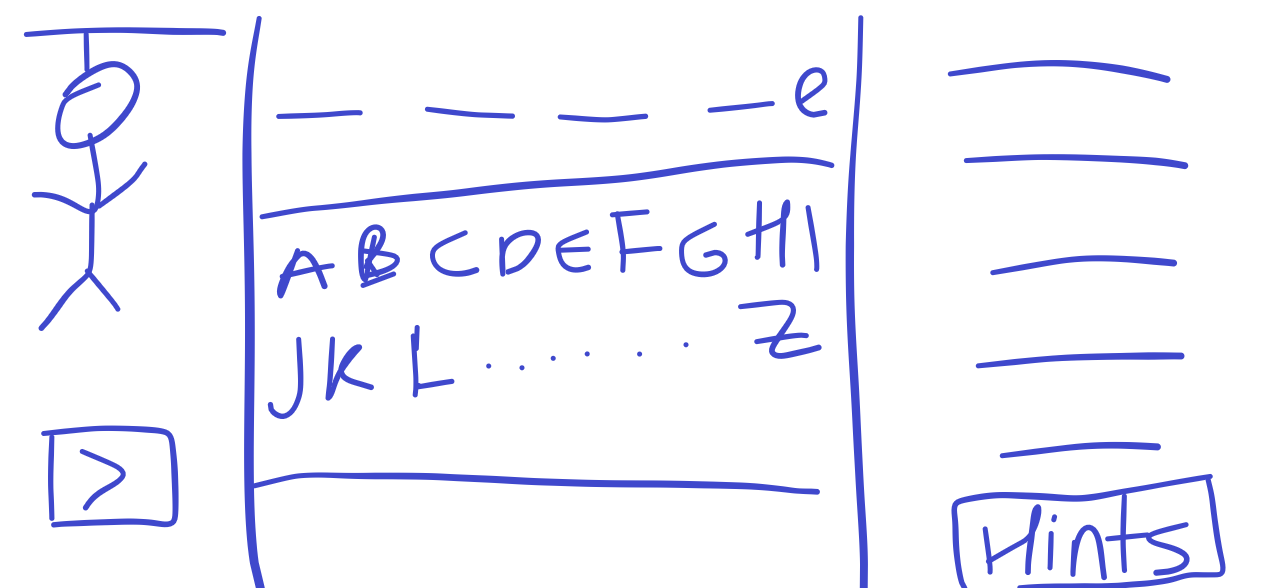 _ _ _ _ e
A B C D E F G H I
J K L ...... Z
>
Hints